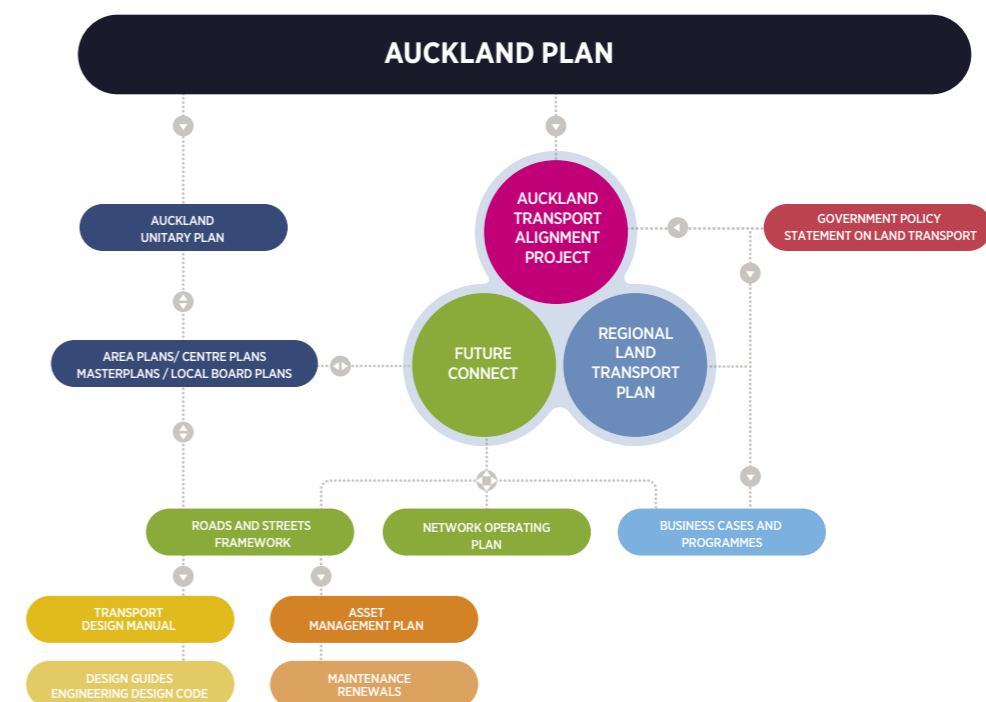 AUCKLAND PLAN
AUCKLAND
TRANSPORT
ALIGNMENT
PROJECT
AUCKLAND
UNITARY PLAN
GOVERNMENT POLICY
STATEMENT ON LAND TRANSPORT
AREA PLANS/ CENTRE PLANS
MASTERPLANS / LOCAL BOARD PLANS
FUTURE
CONNECT
REGIONAL
LAND
TRANSPORT
PLAN
ROADS AND STREETS
FRAMEWORK
NETWORK OPERATING
PLAN
BUSINESS CASES AND
PROGRAMMES
TRANSPORT
DESIGN MANUAL
ASSET
MANAGEMENT PLAN
DESIGN GUIDES
ENGINEERING DESIGN CODE
MAINTENANCE
RENEWALS